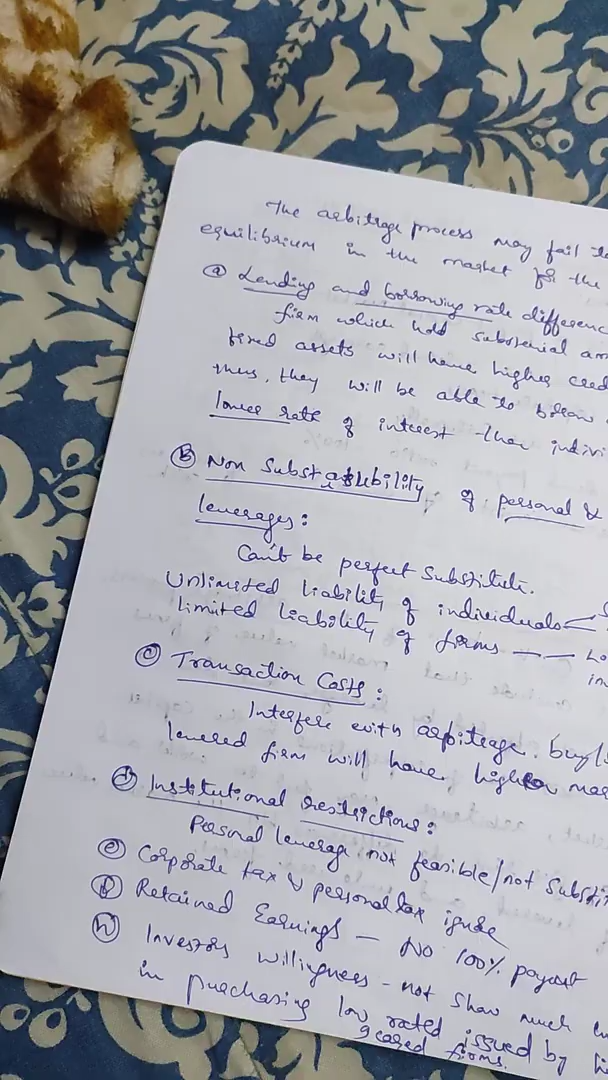 The arbitrage process may fail to
equilibrium in the market for the
(a) Lending and borrowing rate differenc
firm which hold substenial am
fixed assets will have higher cred
thus, they will be able to borrow
lower rate of interest than indivi
(b) Non Substatubility of personal &
leverages:
Can't be perfect Substitute.
Unlimited liability of individuals
limited liability of firms
in
(c) Transaction Costs:
Interfere with arbitrage. buy/s
levered firm will have higher
(d) Institutional restrictions:
Personal leverage not feasible/not Substi
(e) Corporate tax & personal tax ignore
(f) Retained Earnings - No 100% payout
(h) Investors willingness - not show much
in purchasing low rated issued by
geared firms.